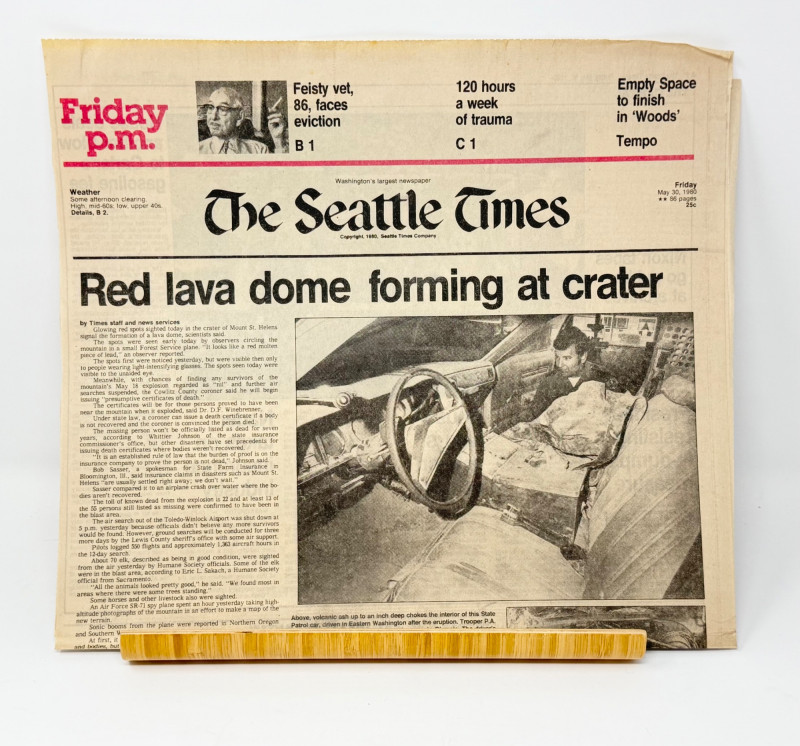 Friday
p.m.
Feisty vet,
86, faces
eviction
B 1
120 hours
a week
of trauma
C 1
Empty Space
to finish
in ‘Woods’
Tempo
Washington's largest newspaper
Weather
Some afternoon clearing.
High, mid-60s; low, upper 40s.
Details, B 2.
The Seattle Times
Copyright, 1980, Seattle Times Company
Friday
May 30, 1980
★★ 86 pages
25c
Red lava dome forming at crater
by Times staff and news services
Glowing red spots sighted today in the crater of Mount St. Helens
signal the formation of a lava dome, scientists said.
The spots were seen early today by observers circling the
mountain in a small Forest Service plane. "It looks like a red molten
piece of lead," an observer reported.
The spots first were noticed yesterday, but were visible then only
to people wearing light-intensifying glasses. The spots seen today were
visible to the unaided eye.
Meanwhile, with chances of finding any survivors of the
mountain's May 18 explosion regarded as "nil" and further air
searches suspended, the Cowlitz County coroner said he will begin
issuing "presumptive certificates of death."
The certificates will be for those persons proved to have been
near the mountain when it exploded, said Dr. D.F. Winebrenner.
Under state law, a coroner can issue a death certificate if a body
is not recovered and the coroner is convinced the person died.
The missing person won't be officially listed as dead for seven
years, according to Whittier Johnson of the state insurance
commissioner's office, but other disasters have set precedents for
issuing death certificates where bodies weren't recovered.
"It is an established rule of law that the burden of proof is on the
insurance company to prove the person is not dead," Johnson said.
Bob Sasser, a spokesman for State Farm Insurance in
Bloomington, Ill., said insurance claims in disasters such as Mount St.
Helens "are usually settled right away; we don't wait."
Sasser compared it to an airplane crash over water where the bo-
dies aren't recovered.
The toll of known dead from the explosion is 22 and at least 12 of
the 55 persons still listed as missing were confirmed to have been in
the blast area.
The air search out of the Toledo-Winlock Airport was shut down at
5 p.m. yesterday because officials didn't believe any more survivors
would be found. However, ground searches will be conducted for three
more days by the Lewis County sheriff's office with some air support.
Pilots logged 550 flights and approximately 1,363 aircraft hours in
the 12-day search.
About 70 elk, described as being in good condition, were sighted
from the air yesterday by Humane Society officials. Some of the elk
were in the blast area, according to Eric L. Sakach, a Humane Society
official from Sacramento.
"All the animals looked pretty good," he said. "We found most in
areas where there were some trees standing."
Some horses and other livestock also were sighted.
An Air Force SR-71 spy plane spent an hour yesterday taking high-
altitude photographs of the mountain in an effort to make a map of the
new terrain.
Sonic booms from the plane were reported in Northern Oregon
and Southern
At first, it
and bodies, but
Above, volcanic ash up to an inch deep chokes the interior of this State
Patrol car, driven in Eastern Washington after the eruption. Trooper P.A.